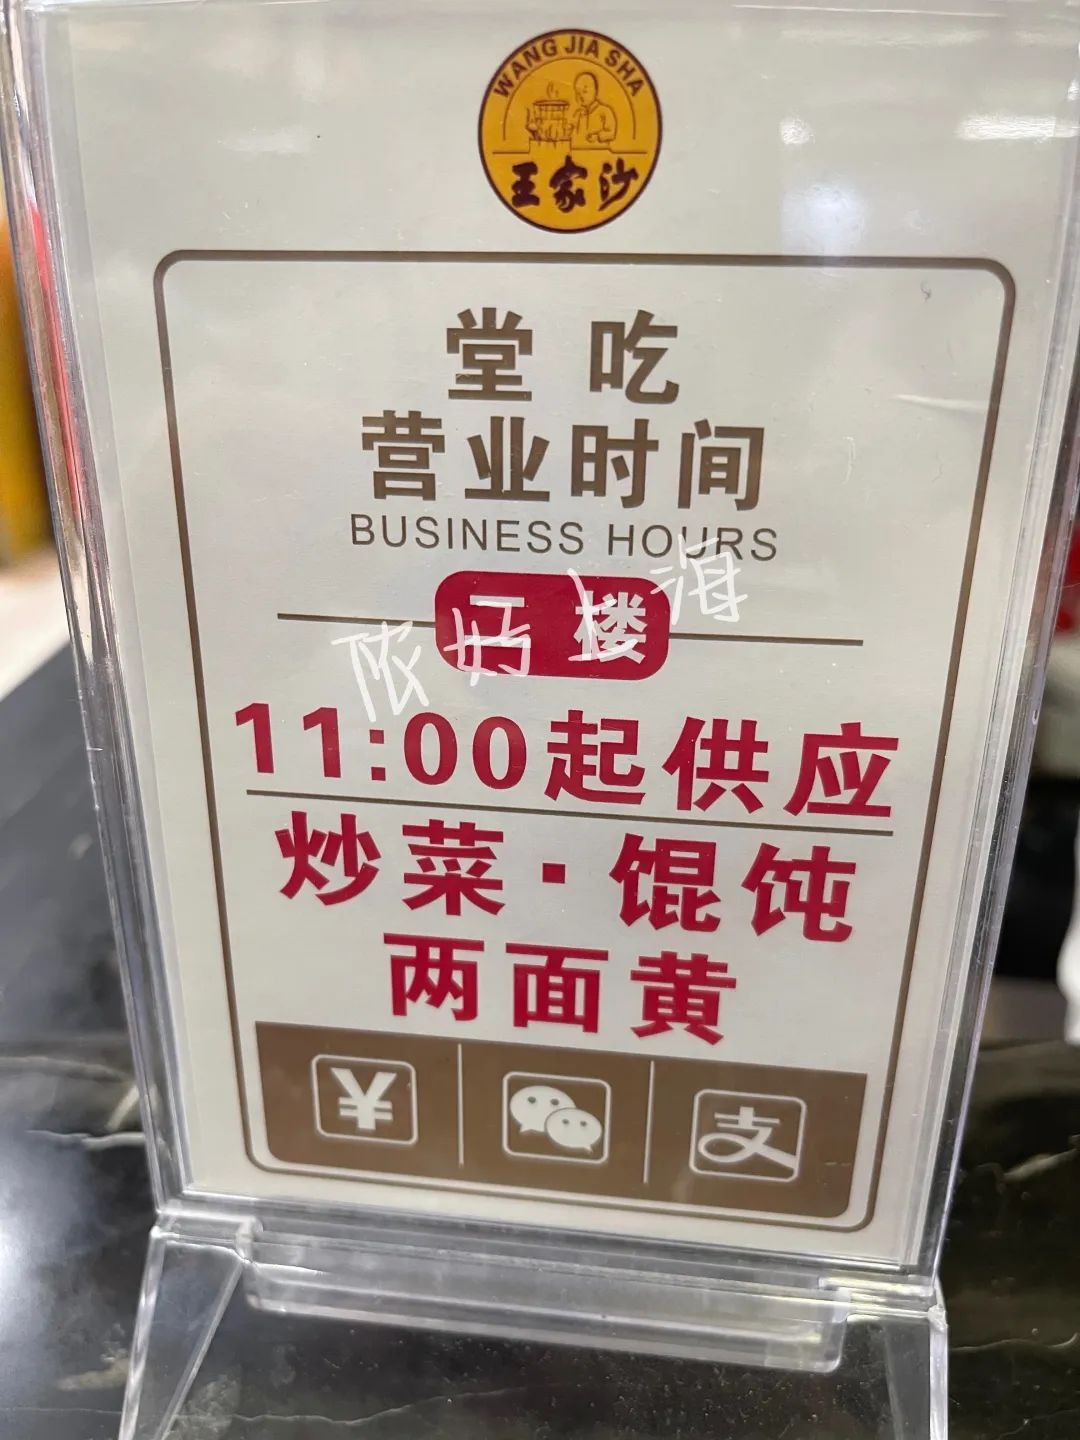 WANG JIA SHA
王家沙
堂吃
营业时间
BUSINESS HOURS
二楼
侬好上海
11:00起供应
炒菜·馄饨
两面黄
¥
支